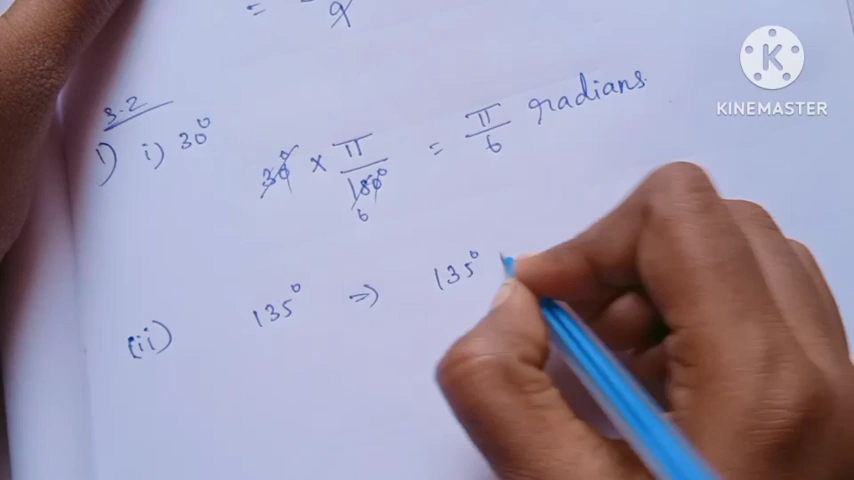 =
K
KINEMASTER
3.2
1) i) 30° 30° × π/180° = π/6 radians.
6
(ii) 135° => 135°